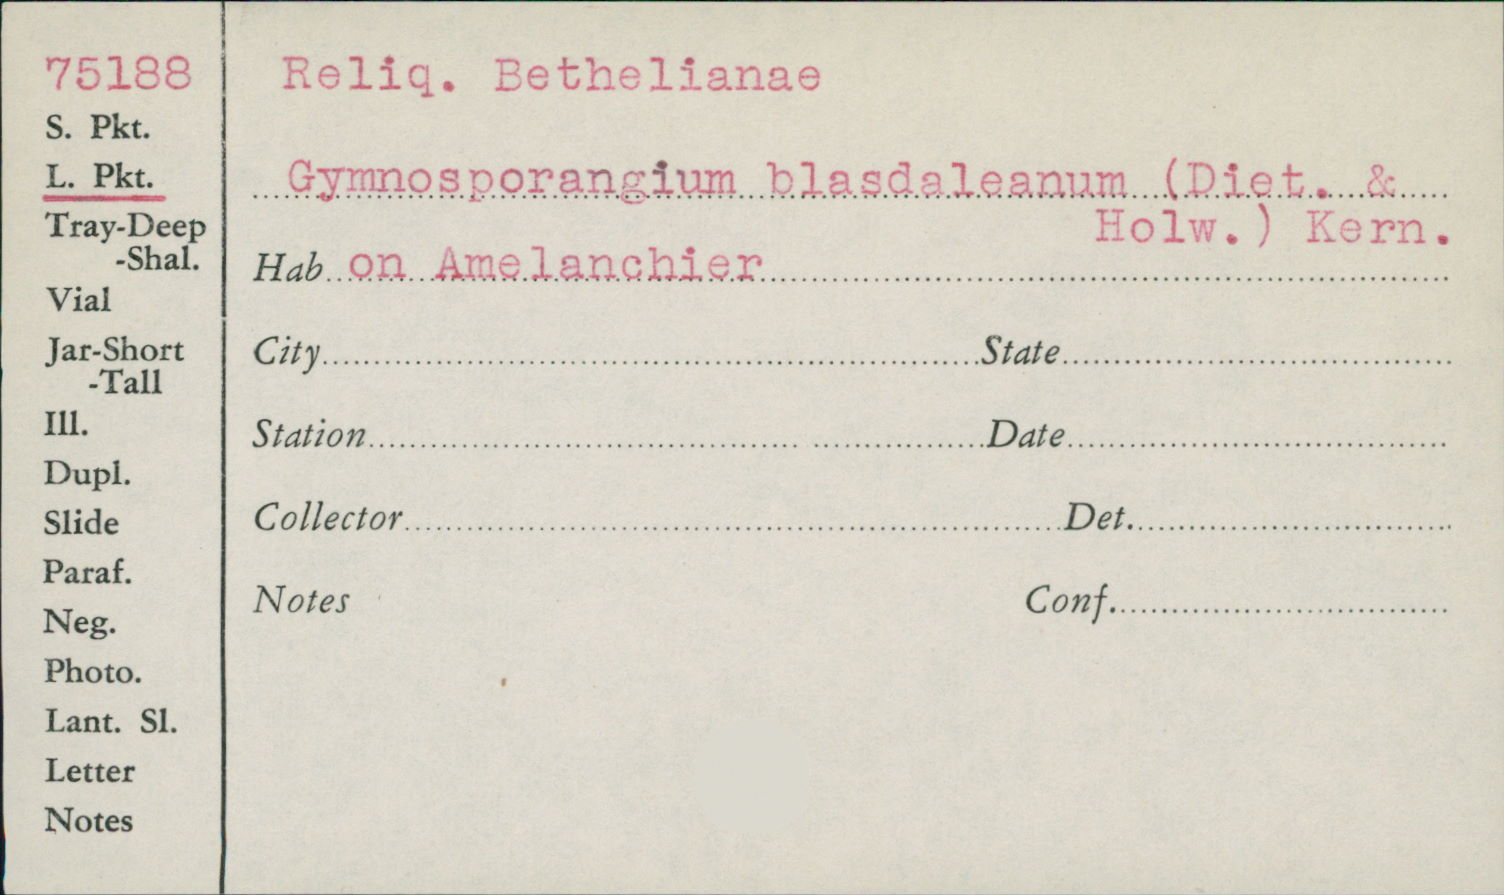 75188
S. Pkt.
L. Pkt.
Tray-Deep
-Shal.
Vial
Jar-Short
-Tall
Ill.
Dupl.
Slide
Paraf.
Neg.
Photo.
Lant. Sl.
Letter
Notes
Reliq. Bethelianae
Gymnosporangium blasdaleanum (Diet. &
Holw.) Kern.
Hab on Amelanchier
City State
Station Date
Collector Det.
Notes Conf.